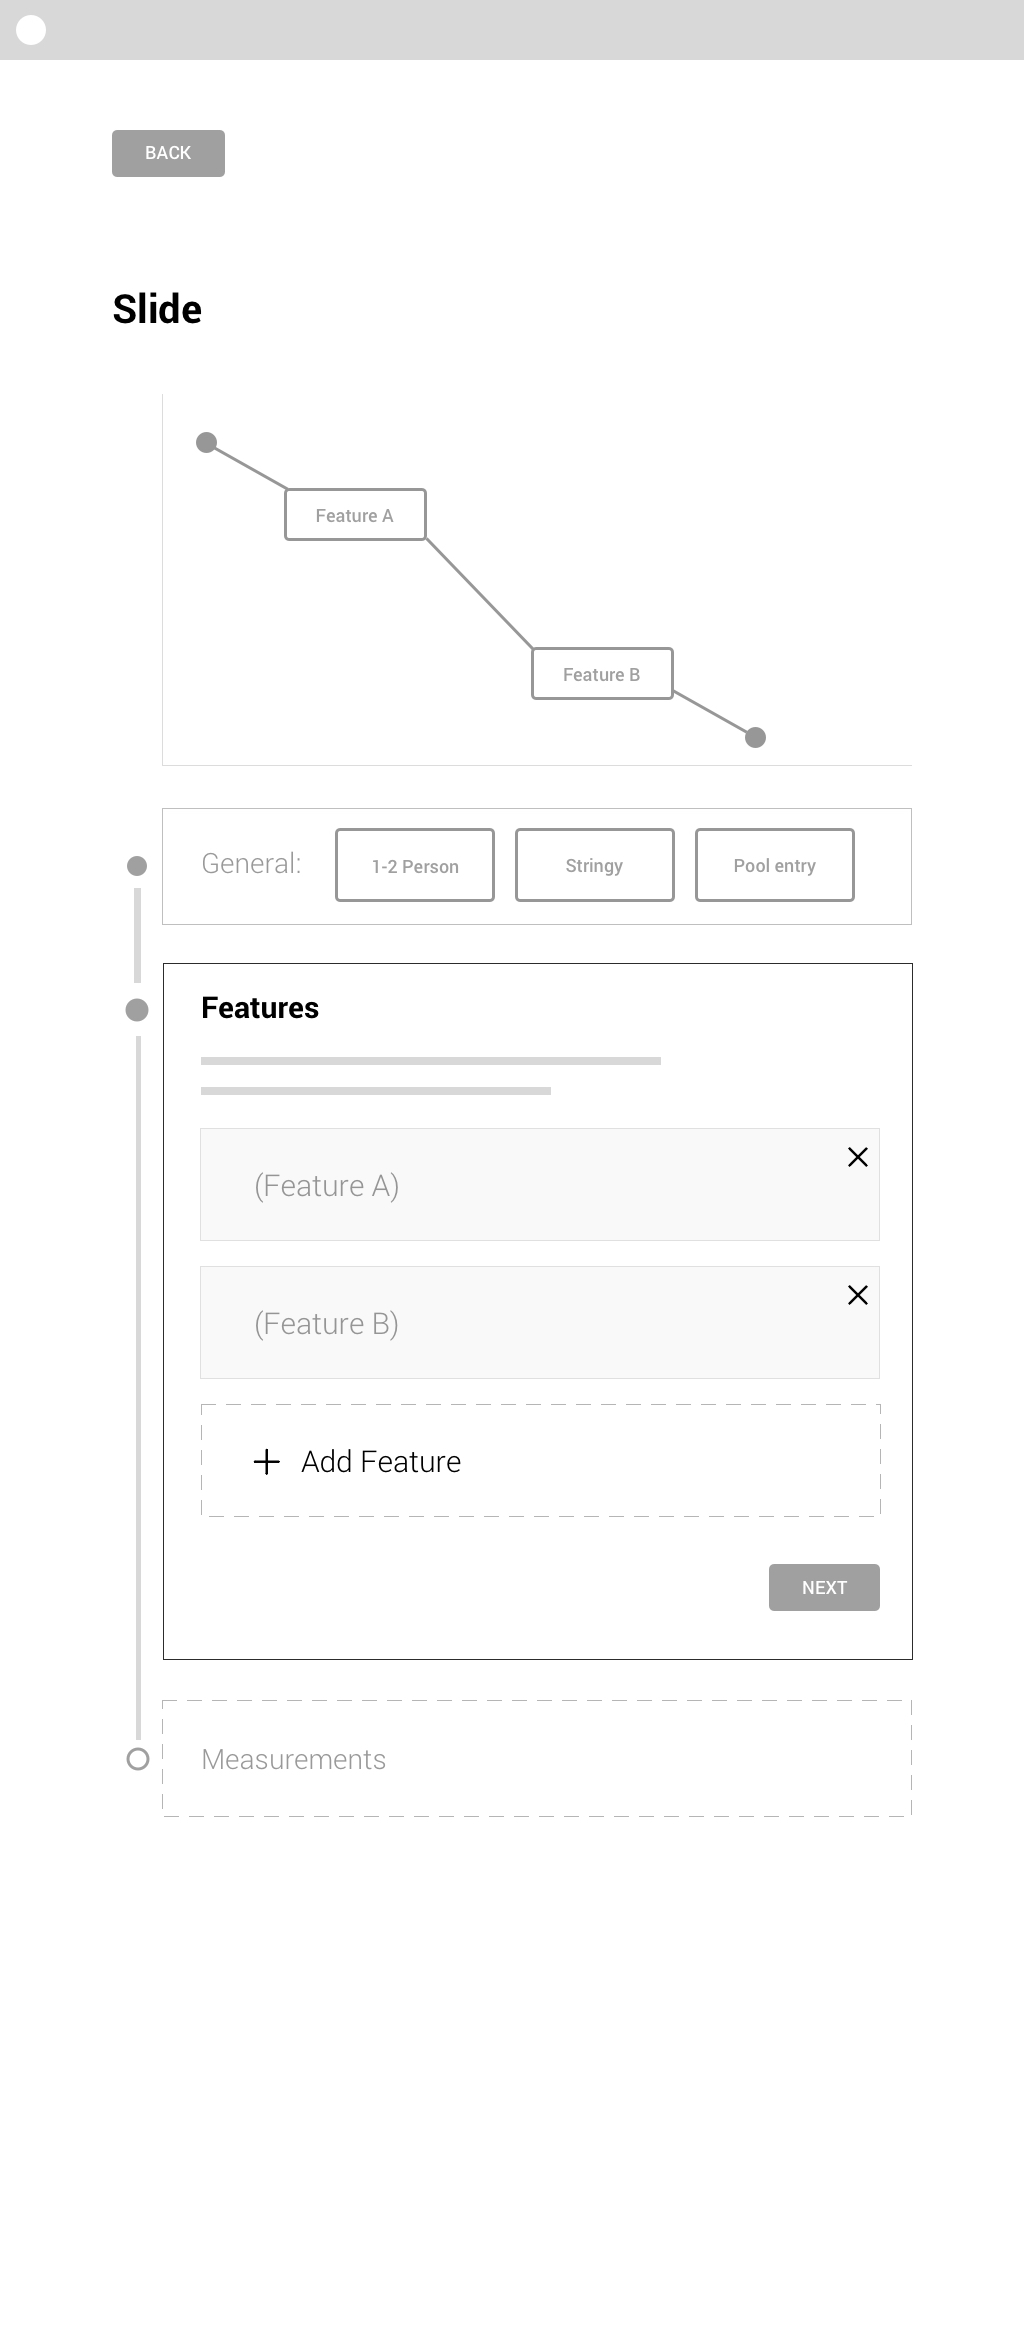 BACK
Slide
Feature A
Feature B
General:
1-2 Person
Stringy
Pool entry
Features
(Feature A)
(Feature B)
Add Feature
NEXT
Measurements